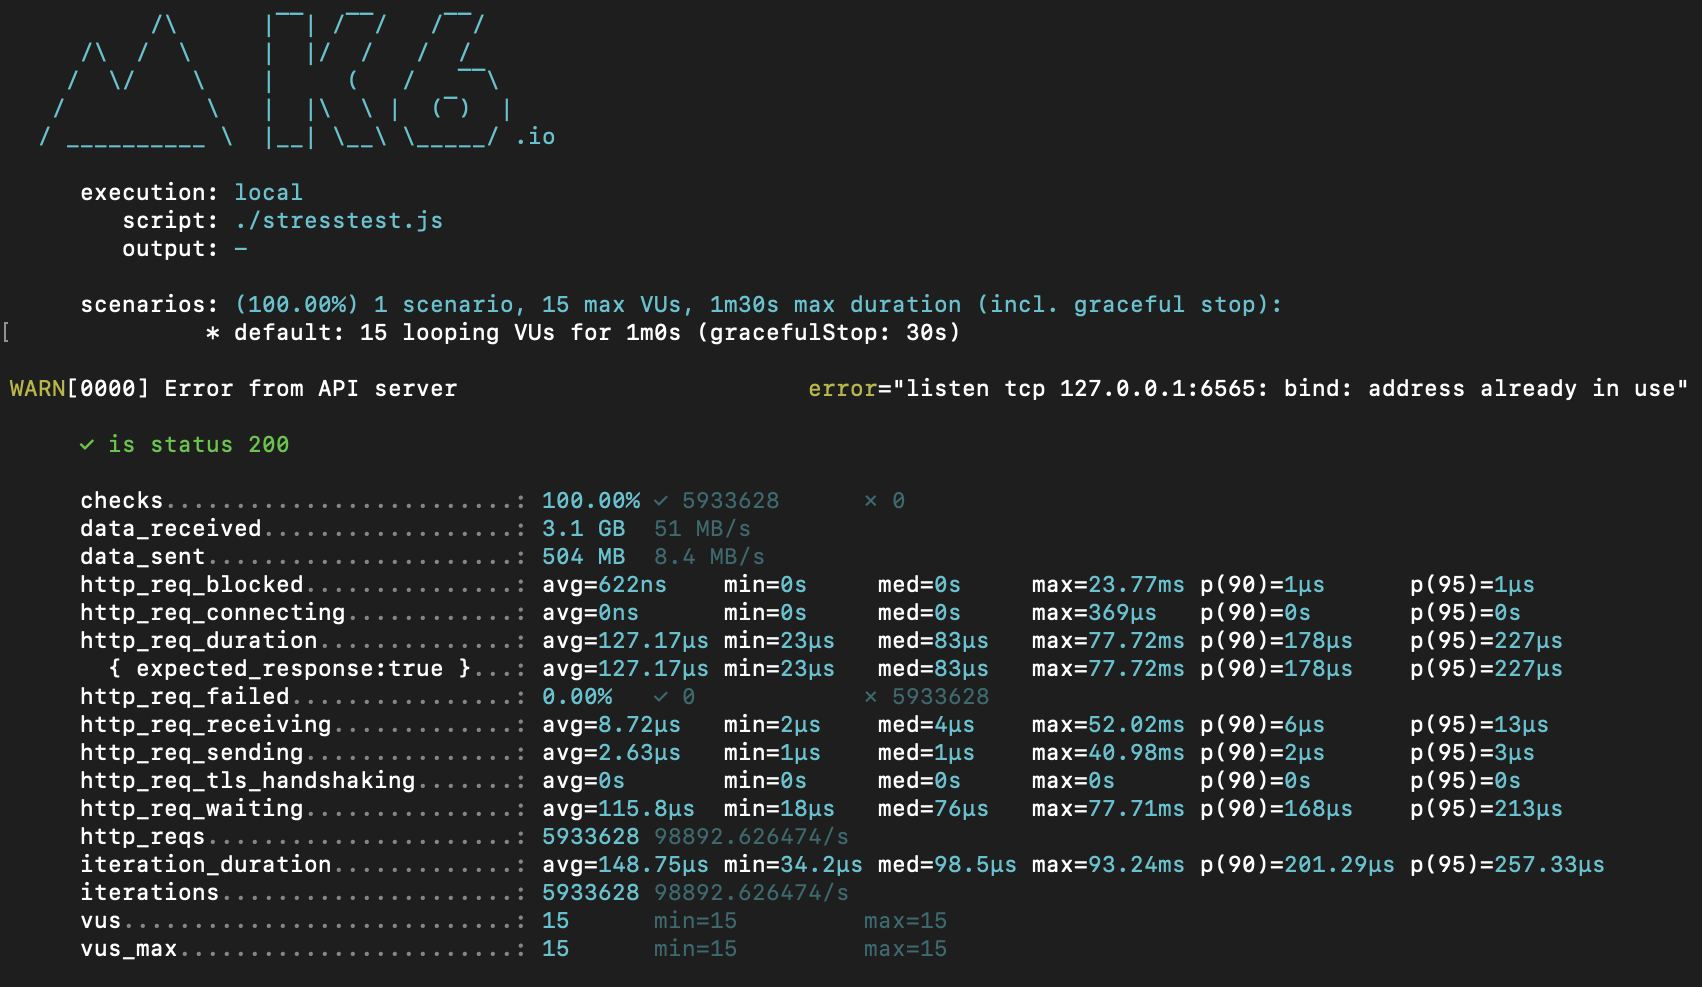 /\      |‾‾| /‾‾/   /‾‾/
     /\  /  \     |  |/  /   /  /
    /  \/    \    |     (   /   ‾‾\
   /          \   |  |\  \ |  (‾)  |
  / __________ \  |__| \__\ \_____/ .io
execution: local
script: ./stresstest.js
output: -
scenarios: (100.00%) 1 scenario, 15 max VUs, 1m30s max duration (incl. graceful stop):
[ * default: 15 looping VUs for 1m0s (gracefulStop: 30s)
WARN[0000] Error from API server error="listen tcp 127.0.0.1:6565: bind: address already in use"
✓ is status 200
checks.........................: 100.00% ✓ 5933628 ✗ 0
data_received..................: 3.1 GB 51 MB/s
data_sent......................: 504 MB 8.4 MB/s
http_req_blocked...............: avg=622ns min=0s med=0s max=23.77ms p(90)=1µs p(95)=1µs
http_req_connecting............: avg=0ns min=0s med=0s max=369µs p(90)=0s p(95)=0s
http_req_duration..............: avg=127.17µs min=23µs med=83µs max=77.72ms p(90)=178µs p(95)=227µs
{ expected_response:true }...: avg=127.17µs min=23µs med=83µs max=77.72ms p(90)=178µs p(95)=227µs
http_req_failed................: 0.00% ✓ 0 ✗ 5933628
http_req_receiving.............: avg=8.72µs min=2µs med=4µs max=52.02ms p(90)=6µs p(95)=13µs
http_req_sending...............: avg=2.63µs min=1µs med=1µs max=40.98ms p(90)=2µs p(95)=3µs
http_req_tls_handshaking.......: avg=0s min=0s med=0s max=0s p(90)=0s p(95)=0s
http_req_waiting...............: avg=115.8µs min=18µs med=76µs max=77.71ms p(90)=168µs p(95)=213µs
http_reqs......................: 5933628 98892.626474/s
iteration_duration.............: avg=148.75µs min=34.2µs med=98.5µs max=93.24ms p(90)=201.29µs p(95)=257.33µs
iterations.....................: 5933628 98892.626474/s
vus............................: 15 min=15 max=15
vus_max........................: 15 min=15 max=15